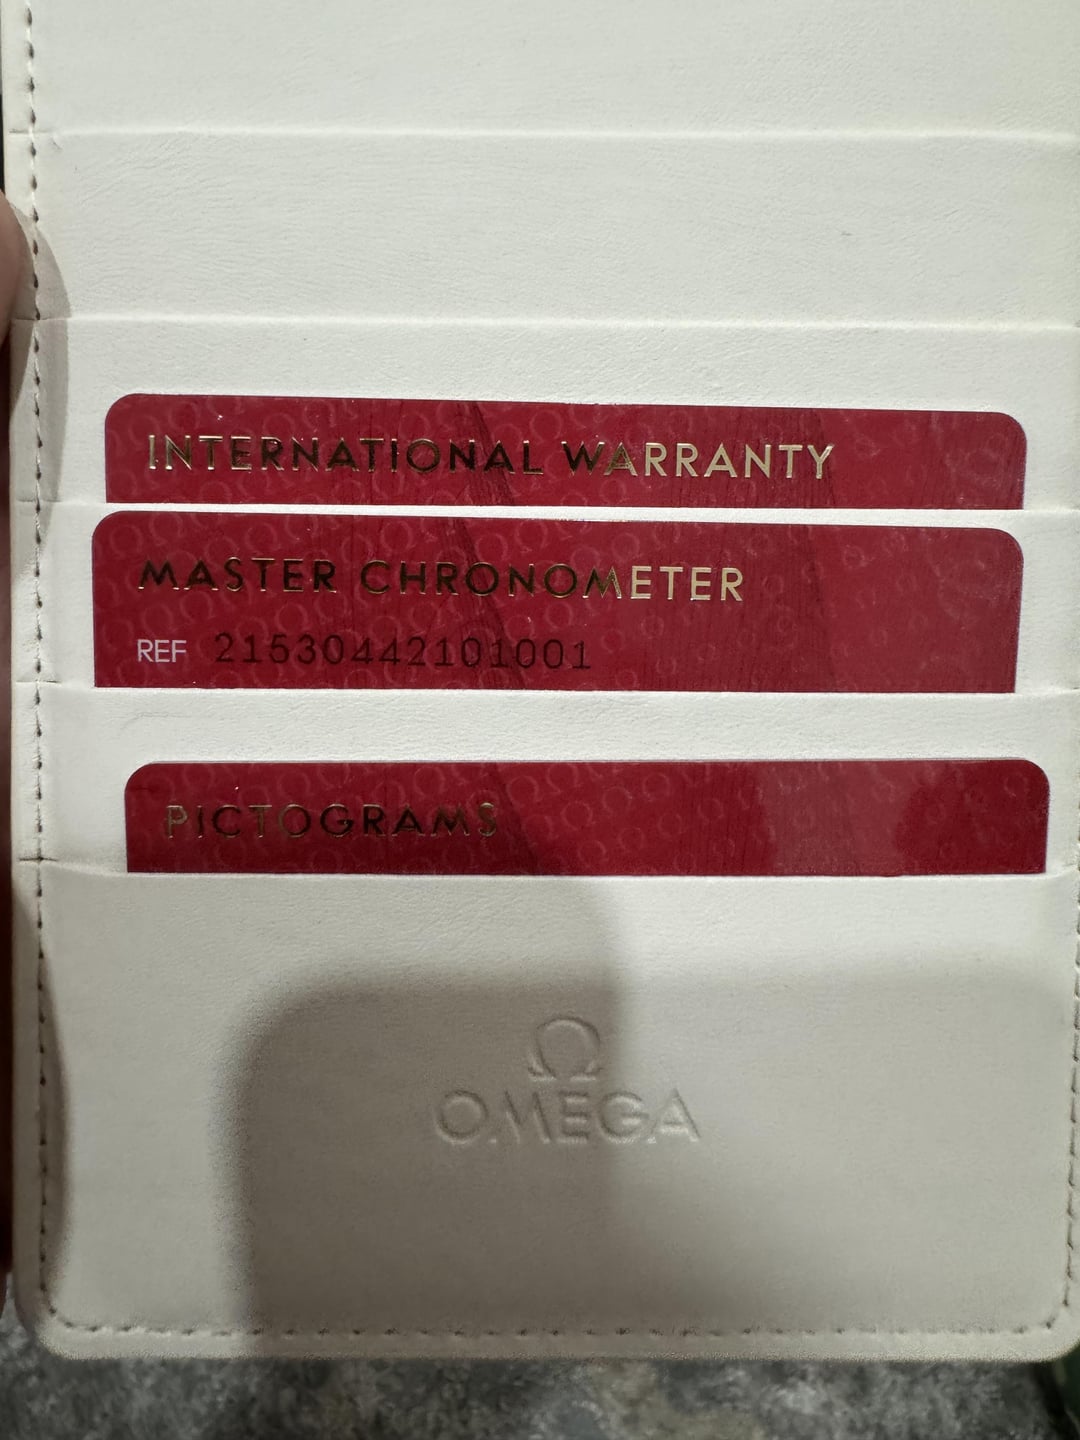 INTERNATIONAL WARRANTY
MASTER CHRONOMETER
REF 21530442101001
PICTOGRAMS
Ω
OMEGA